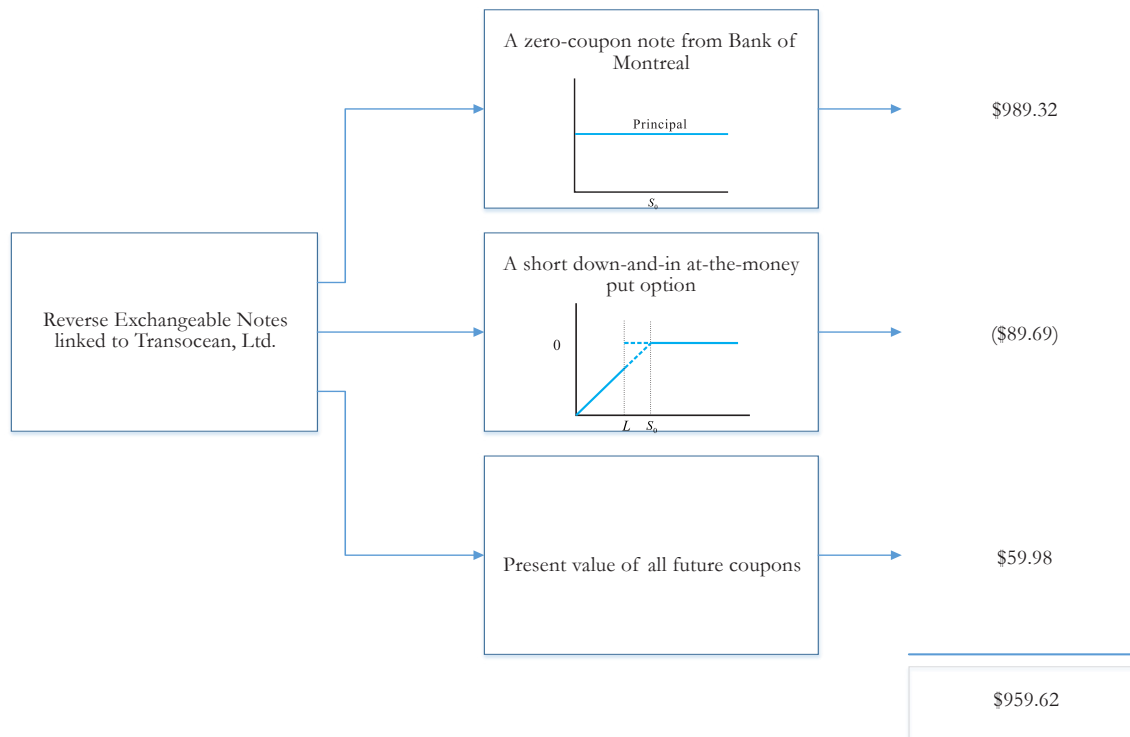 A zero-coupon note from Bank of
Montreal
Principal
S₀
$989.32
Reverse Exchangeable Notes
linked to Transocean, Ltd.
A short down-and-in at-the-money
put option
0
L S₀
($89.69)
Present value of all future coupons
$59.98
$959.62